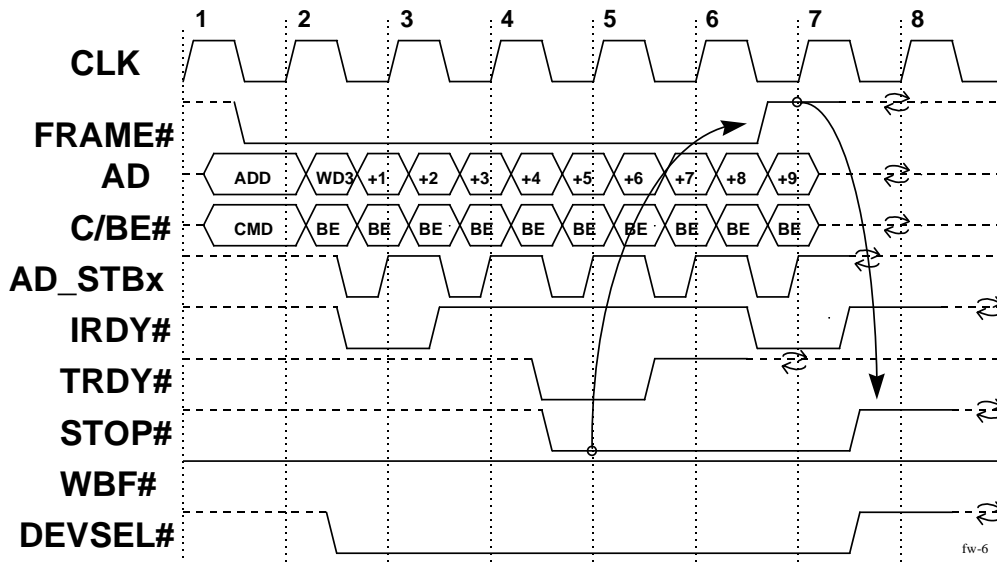 1 2 3 4 5 6 7 8
CLK
FRAME#
AD ADD WD3 +1 +2 +3 +4 +5 +6 +7 +8 +9
C/BE# CMD BE BE BE BE BE BE BE BE BE BE
AD_STBx
IRDY#
TRDY#
STOP#
WBF#
DEVSEL#
fw-6